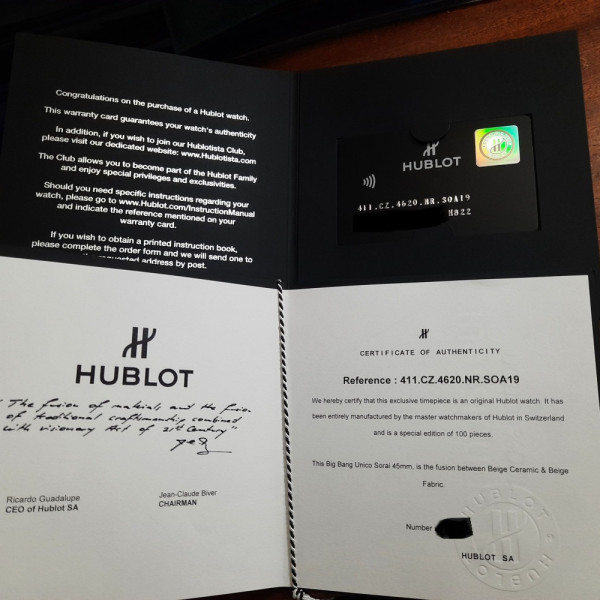 Congratulations on the purchase of a Hublot watch.
This warranty card guarantees your watch's authenticity
In addition, if you wish to join our Hublotista Club,
please visit our dedicated website: www.Hublotista.com
The Club allows you to become part of the Hublot Family
and enjoy special privileges and exclusivities.
Should you need specific instructions regarding your
watch, please go to www.Hublot.com/InstructionManual
and indicate the reference mentioned on your
warranty card.
If you wish to obtain a printed instruction book,
please complete the order form and we will send one to
requested address by post.
HUBLOT
411.CZ.4620.NR.SOA19
H822
HUBLOT
"The fusion of materials and the fusion
of traditional craftmanship combined
with visionary Art of 21st Century"
Ricardo Guadalupe
CEO of Hublot SA
Jean-Claude Biver
CHAIRMAN
CERTIFICATE OF AUTHENTICITY
Reference : 411.CZ.4620.NR.SOA19
We hereby certify that this exclusive timepiece is an original Hublot watch. It has
been entirely manufactured by the master watchmakers of Hublot in Switzerland
and is a special edition of 100 pieces.
This Big Bang Unico Sorai 45mm, is the fusion between Beige Ceramic & Beige
Fabric.
Number
HUBLOT SA
HUBLOT